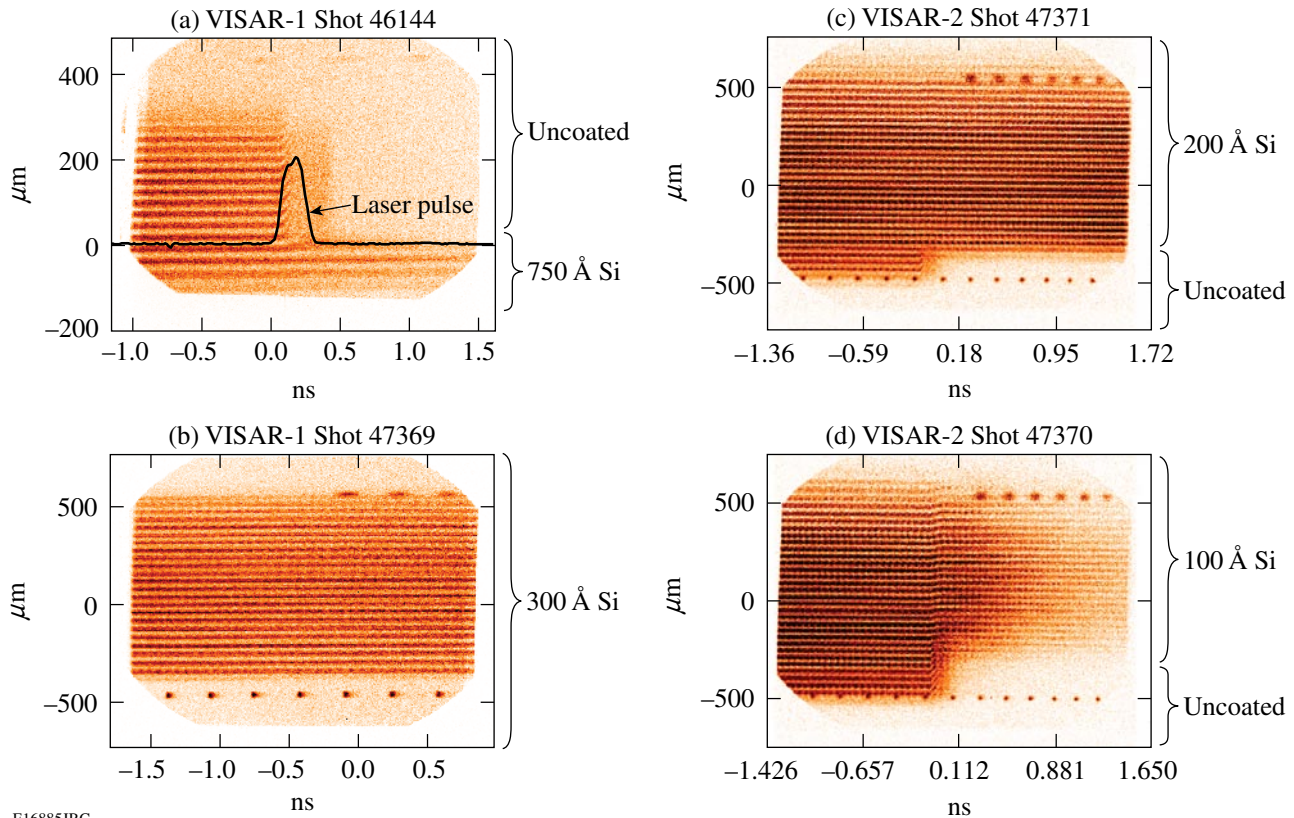 (a) VISAR-1 Shot 46144
μm
400
200
0
–200
–1.0 –0.5 0.0 0.5 1.0 1.5
ns
Laser pulse
Uncoated
750 Å Si
(c) VISAR-2 Shot 47371
μm
500
0
–500
–1.36 –0.59 0.18 0.95 1.72
ns
200 Å Si
Uncoated
(b) VISAR-1 Shot 47369
μm
500
0
–500
–1.5 –1.0 –0.5 0.0 0.5
ns
300 Å Si
(d) VISAR-2 Shot 47370
μm
500
0
–500
–1.426 –0.657 0.112 0.881 1.650
ns
100 Å Si
Uncoated